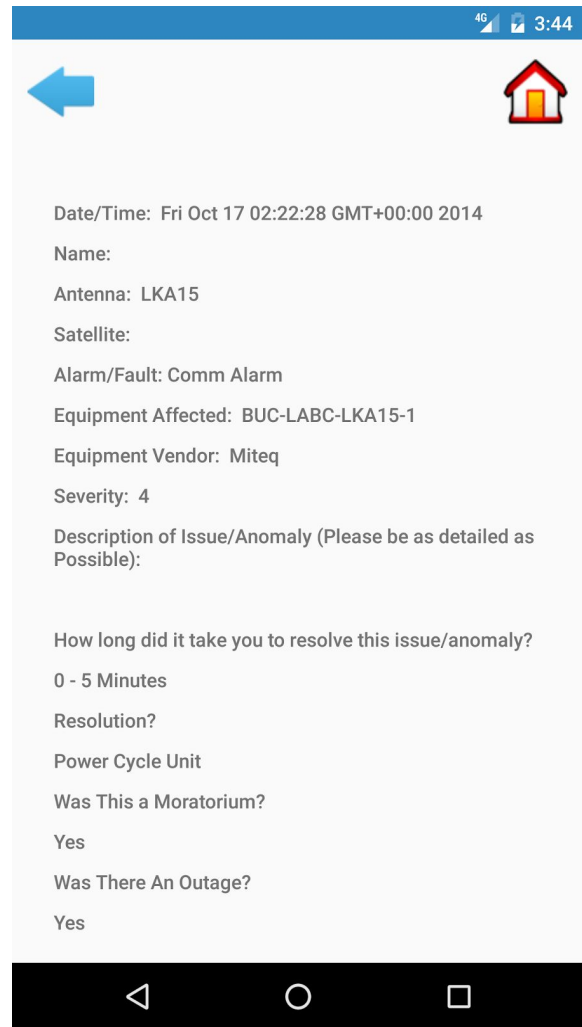 4G 3:44
Date/Time: Fri Oct 17 02:22:28 GMT+00:00 2014
Name:
Antenna: LKA15
Satellite:
Alarm/Fault: Comm Alarm
Equipment Affected: BUC-LABC-LKA15-1
Equipment Vendor: Miteq
Severity: 4
Description of Issue/Anomaly (Please be as detailed as
Possible):
How long did it take you to resolve this issue/anomaly?
0 - 5 Minutes
Resolution?
Power Cycle Unit
Was This a Moratorium?
Yes
Was There An Outage?
Yes